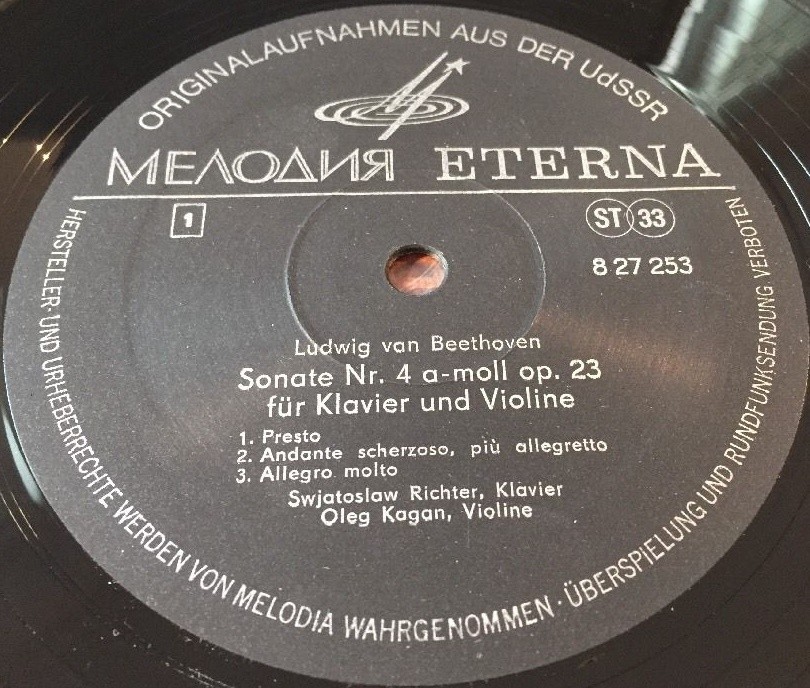 ORIGINALAUFNAHMEN AUS DER UdSSR
МЕЛОДИЯ ETERNA
1
ST 33
8 27 253
Ludwig van Beethoven
Sonate Nr. 4 a-moll op. 23
für Klavier und Violine
1. Presto
2. Andante scherzoso, più allegretto
3. Allegro molto
Swjatoslaw Richter, Klavier
Oleg Kagan, Violine
HERSTELLER- UND URHEBERRECHTE WERDEN VON MELODIA WAHRGENOMMEN · ÜBERSPIELUNG UND RUNDFUNKSENDUNG VERBOTEN